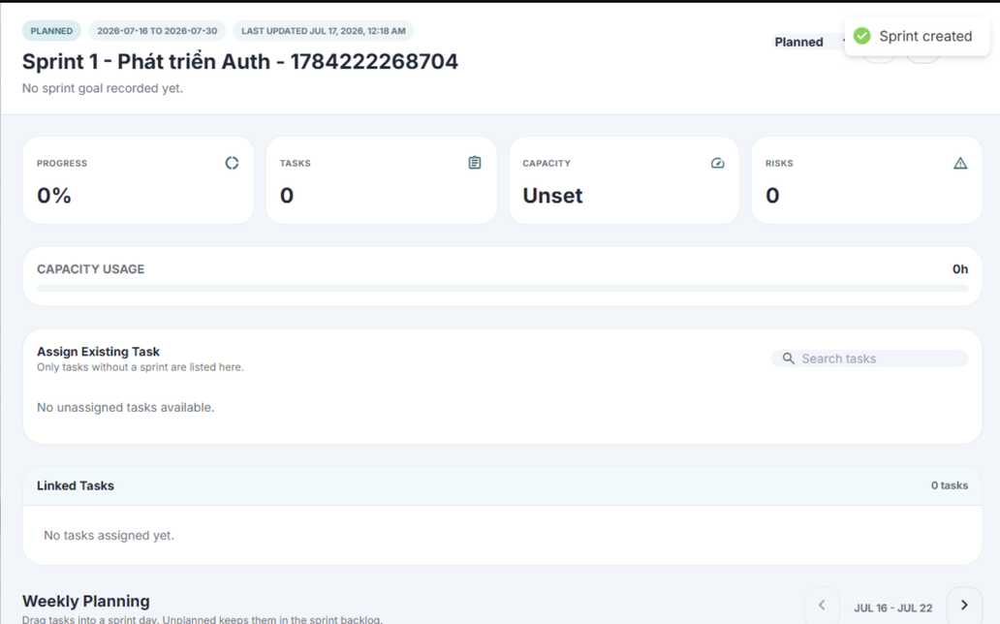 PLANNED 2026-07-16 TO 2026-07-30 LAST UPDATED JUL 17, 2026, 12:18 AM
Planned
Sprint created
Sprint 1 - Phát triển Auth - 1784222268704
No sprint goal recorded yet.
PROGRESS
0%
TASKS
0
CAPACITY
Unset
RISKS
0
CAPACITY USAGE 0h
Assign Existing Task
Only tasks without a sprint are listed here.
Search tasks
No unassigned tasks available.
Linked Tasks 0 tasks
No tasks assigned yet.
Weekly Planning
JUL 16 - JUL 22
Drag tasks into a sprint day. Unplanned keeps them in the sprint backlog.